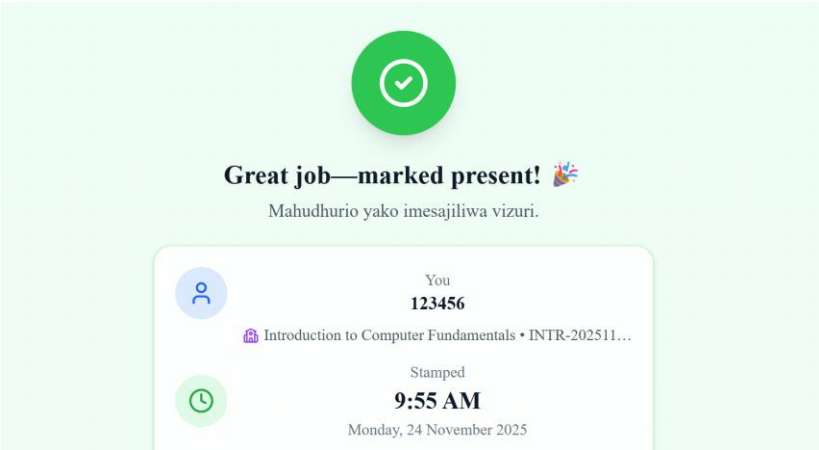 Great job—marked present! 🎉
Mahudhurio yako imesajiliwa vizuri.
You
123456
Introduction to Computer Fundamentals • INTR-202511…
Stamped
9:55 AM
Monday, 24 November 2025